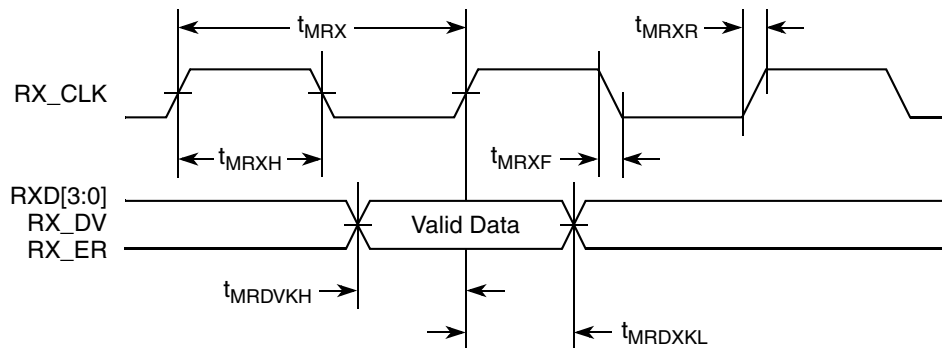 tMRX
tMRXR
RX_CLK
tMRXH
tMRXF
RXD[3:0]
RX_DV
RX_ER
Valid Data
tMRDVKH
tMRDXKL